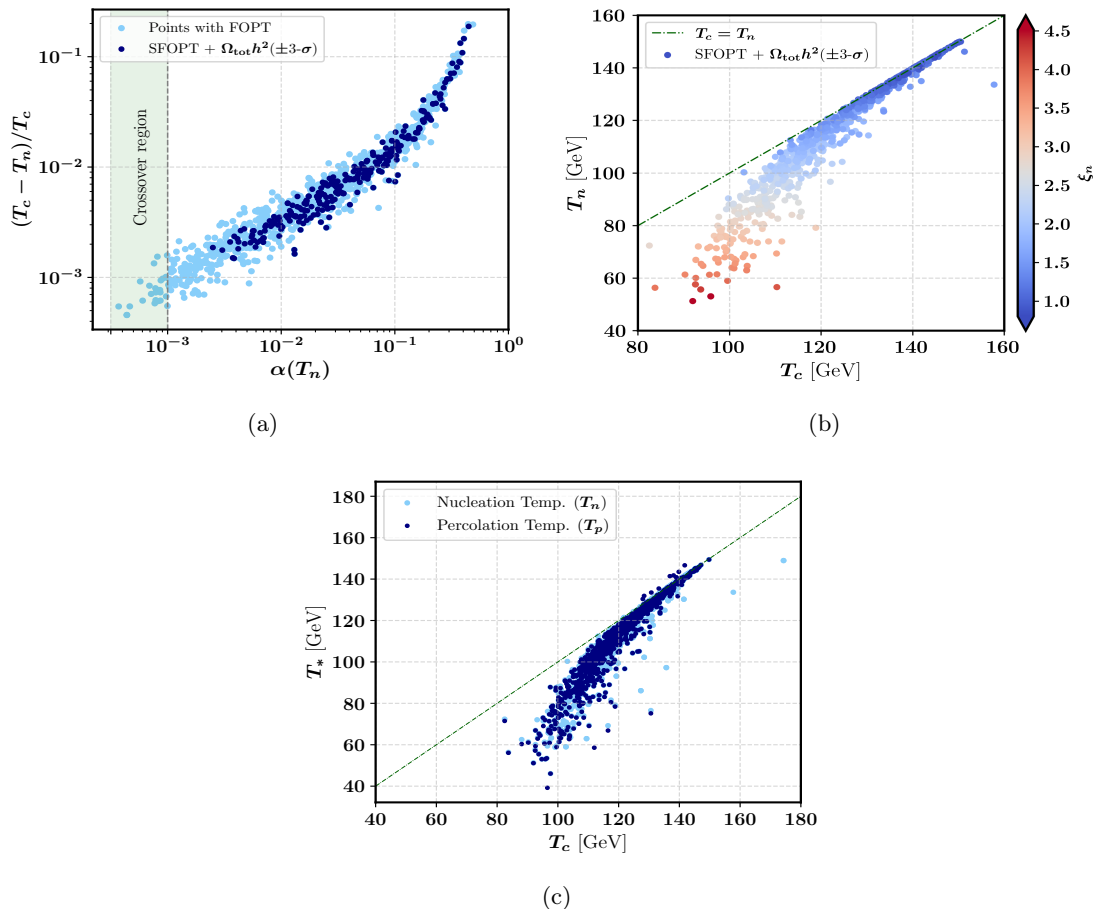 Points with FOPT
SFOPT + Ω_tot h²(±3-σ)
Crossover region
(T_c − T_n)/T_c
10⁻¹
10⁻²
10⁻³
10⁻³
10⁻²
10⁻¹
10⁰
α(T_n)
(a)
T_c = T_n
SFOPT + Ω_tot h²(±3-σ)
T_n [GeV]
160
140
120
100
80
60
40
80
100
120
140
160
T_c [GeV]
4.5
4.0
3.5
3.0
2.5
2.0
1.5
1.0
ξ_n
(b)
Nucleation Temp. (T_n)
Percolation Temp. (T_p)
T_* [GeV]
180
160
140
120
100
80
60
40
40
60
80
100
120
140
160
180
T_c [GeV]
(c)